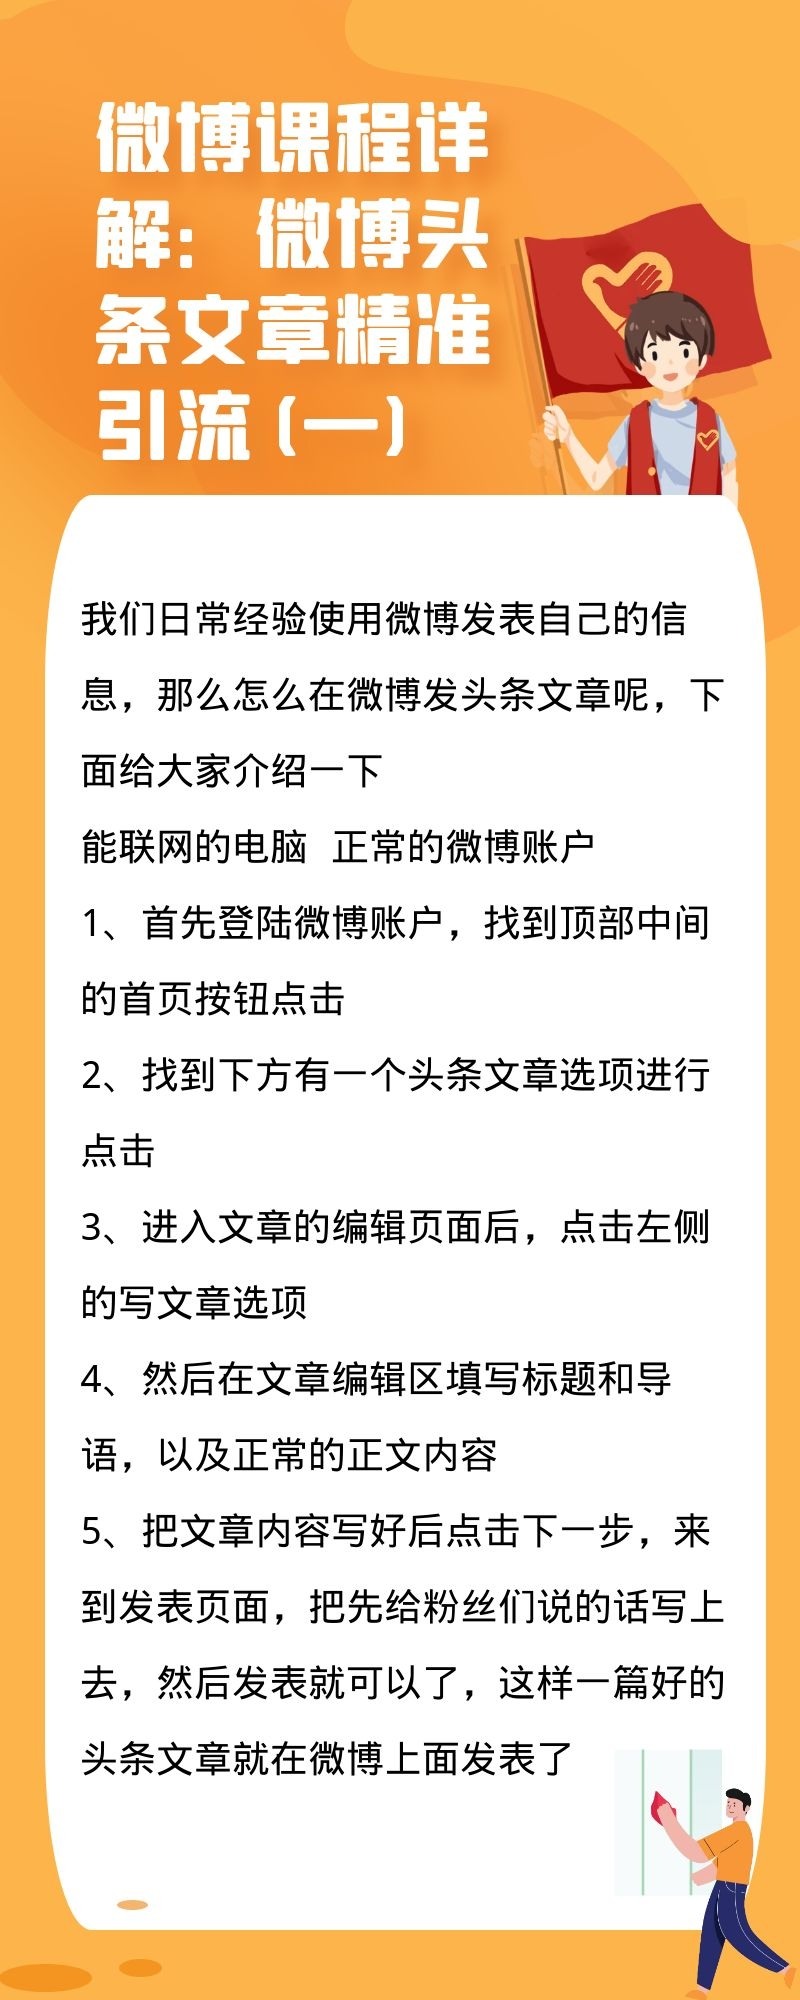 微博课程详
解：微博头
条文章精准
引流(一)
我们日常经验使用微博发表自己的信
息，那么怎么在微博发头条文章呢，下
面给大家介绍一下
能联网的电脑 正常的微博账户
1、首先登陆微博账户，找到顶部中间
的首页按钮点击
2、找到下方有一个头条文章选项进行
点击
3、进入文章的编辑页面后，点击左侧
的写文章选项
4、然后在文章编辑区填写标题和导
语，以及正常的正文内容
5、把文章内容写好后点击下一步，来
到发表页面，把先给粉丝们说的话写上
去，然后发表就可以了，这样一篇好的
头条文章就在微博上面发表了